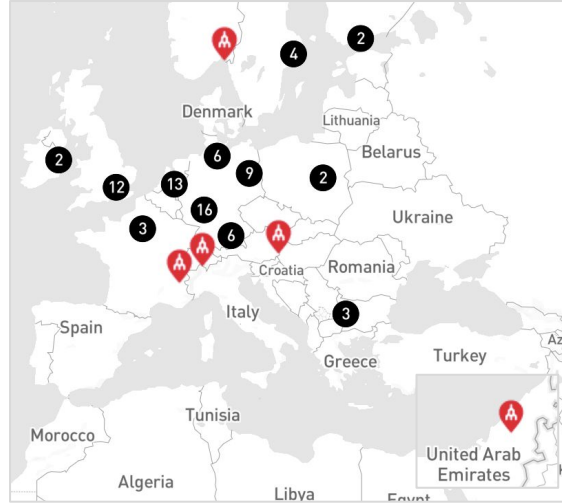 2
4
Denmark
Lithuania
6
Belarus
2
9
13
2
12
16
Ukraine
3
6
Croatia
Romania
Italy
3
Spain
Greece
Turkey
Az
Tunisia
Morocco
United Arab
Emirates
Algeria
Libya